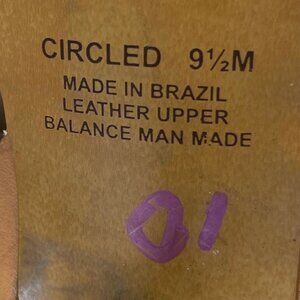 CIRCLED 9½M
MADE IN BRAZIL
LEATHER UPPER
BALANCE MAN MADE
01